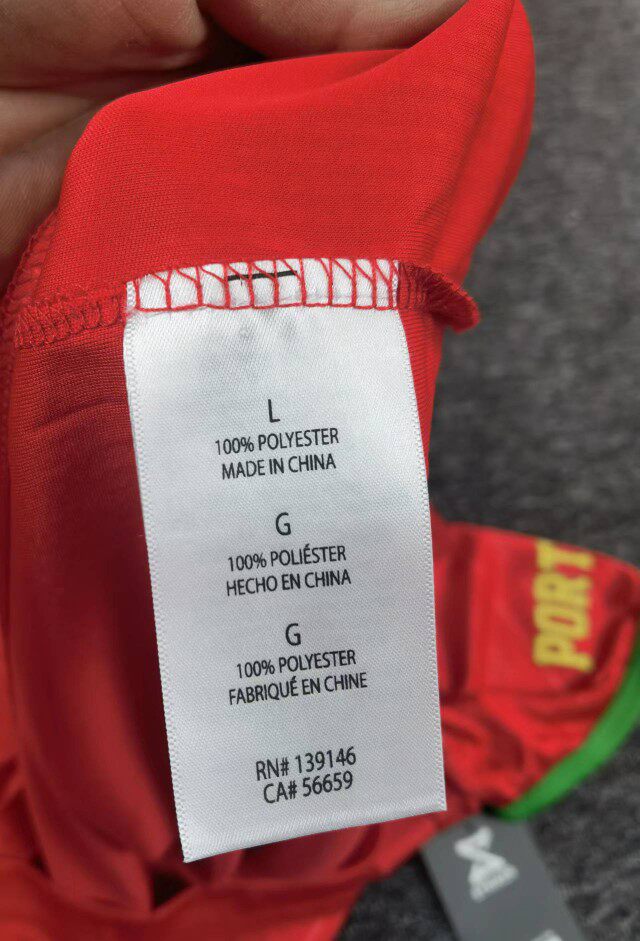 L
100% POLYESTER
MADE IN CHINA
G
100% POLIÉSTER
HECHO EN CHINA
G
100% POLYESTER
FABRIQUÉ EN CHINE
RN# 139146
CA# 56659
PORT